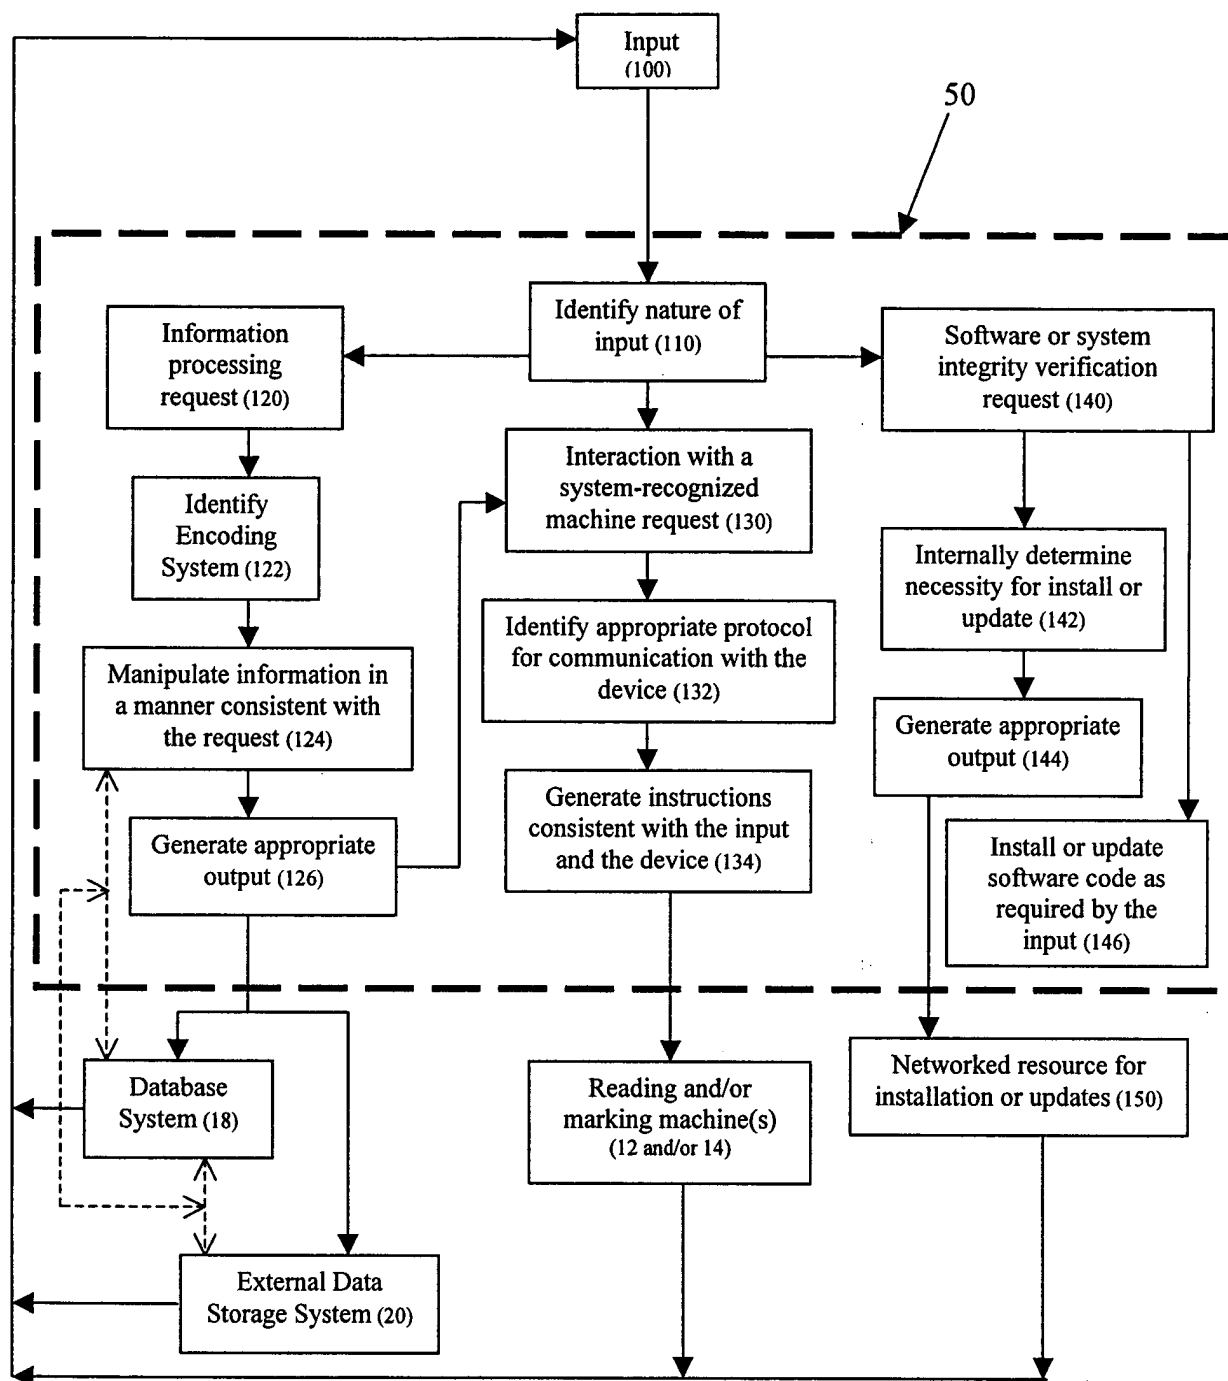 Input
(100)
50
Identify nature of
input (110)
Information
processing
request (120)
Software or system
integrity verification
request (140)
Interaction with a
system-recognized
machine request (130)
Identify
Encoding
System (122)
Internally determine
necessity for install or
update (142)
Identify appropriate protocol
for communication with the
device (132)
Manipulate information in
a manner consistent with
the request (124)
Generate appropriate
output (144)
Generate instructions
consistent with the input
and the device (134)
Generate appropriate
output (126)
Install or update
software code as
required by the
input (146)
Database
System (18)
Reading and/or
marking machine(s)
(12 and/or 14)
Networked resource for
installation or updates (150)
External Data
Storage System (20)